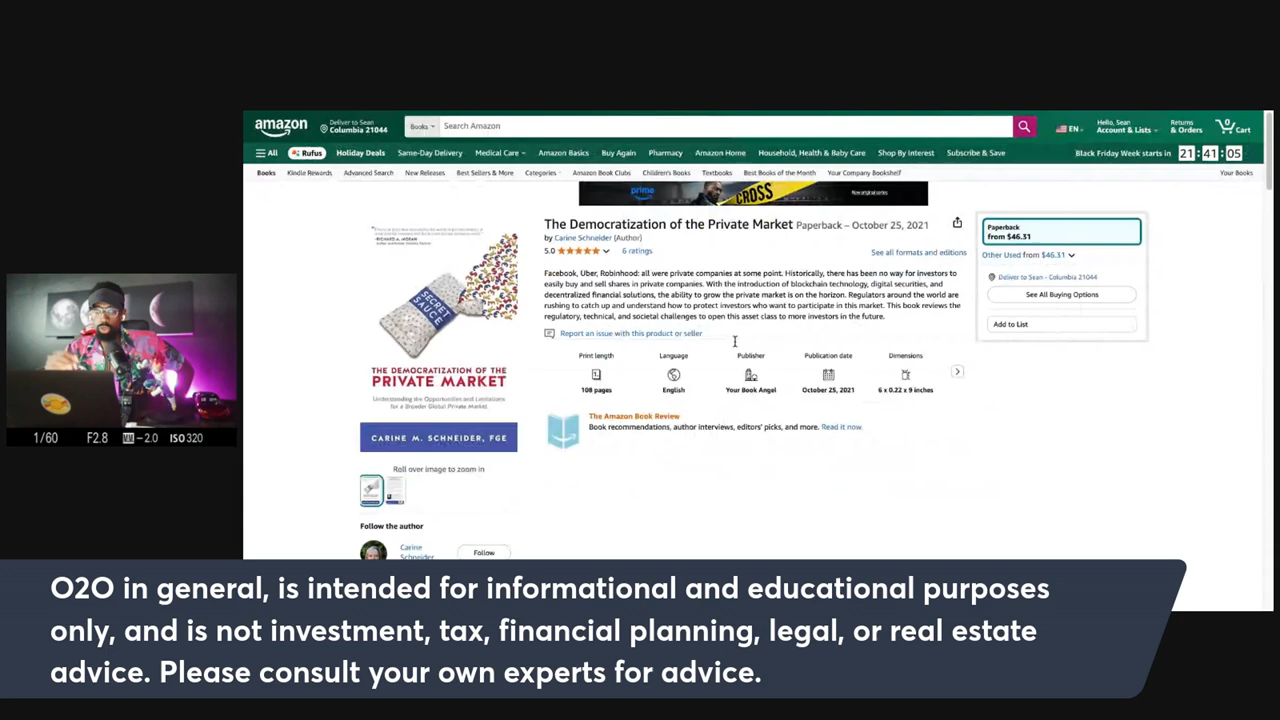 amazon
Deliver to Sean
Columbia 21044
Books
Search Amazon
EN
Hello, Sean
Account & Lists
Returns
& Orders
0
Cart
All
Rufus
Holiday Deals
Same-Day Delivery
Medical Care
Amazon Basics
Buy Again
Pharmacy
Amazon Home
Household, Health & Baby Care
Shop By Interest
Subscribe & Save
Black Friday Week starts in 21:41:05
Books
Kindle Rewards
Advanced Search
New Releases
Best Sellers & More
Categories
Amazon Book Clubs
Children's Books
Textbooks
Best Books of the Month
Your Company Bookshelf
Your Books
prime
CROSS
New original series
The Democratization of the Private Market Paperback – October 25, 2021
by Carine Schneider (Author)
5.0
6 ratings
See all formats and editions
Facebook, Uber, Robinhood: all were private companies at some point. Historically, there has been no way for investors to
easily buy and sell shares in private companies. With the introduction of blockchain technology, digital securities, and
decentralized financial solutions, the ability to grow the private market is on the horizon. Regulators around the world are
rushing to catch up and understand how to protect investors who want to participate in this market. This book reviews the
regulatory, technical, and societal challenges to open this asset class to more investors in the future.
Report an issue with this product or seller
Print length
108 pages
Language
English
Publisher
Your Book Angel
Publication date
October 25, 2021
Dimensions
6 x 0.22 x 9 inches
The Amazon Book Review
Book recommendations, author interviews, editors' picks, and more. Read it now.
Paperback
from $46.31
Other Used from $46.31
Deliver to Sean - Columbia 21044
See All Buying Options
Add to List
SECRET
SAUCE
THE DEMOCRATIZATION OF THE
PRIVATE MARKET
Understanding the Opportunities and Limitations
for a Broader Global Private Market
CARINE M. SCHNEIDER, FGE
Roll over image to zoom in
Follow the author
Carine
Schneider
Follow
1/60 F2.8 -2.0 ISO 320
O2O in general, is intended for informational and educational purposes
only, and is not investment, tax, financial planning, legal, or real estate
advice. Please consult your own experts for advice.